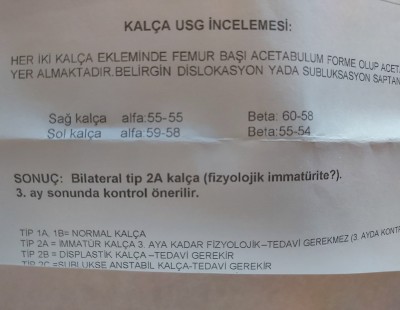 KALÇA USG İNCELEMESİ:
HER İKİ KALÇA EKLEMİNDE FEMUR BAŞI ACETABULUM FORME OLUP
YER ALMAKTADIR.BELİRGİN DİSLOKASYON YADA SUBLUKSASYON
Sağ kalça alfa:55-55 Beta: 60-58
Sol kalça alfa:59-58 Beta:55-54
SONUÇ: Bilateral tip 2A kalça (fizyolojik immatürite?).
3. ay sonunda kontrol önerilir.
TİP 1A, 1B= NORMAL KALÇA
TİP 2A = İMMATÜR KALÇA 3. AYA KADAR FİZYOLOJİK–TEDAVİ GEREKMEZ (3. AYDA
TİP 2B = DİSPLASTİK KALÇA –TEDAVİ GEREKİR
TİP 2C =SUBLUKSE ANSTABİL KALÇA-TEDAVİ GEREKİR